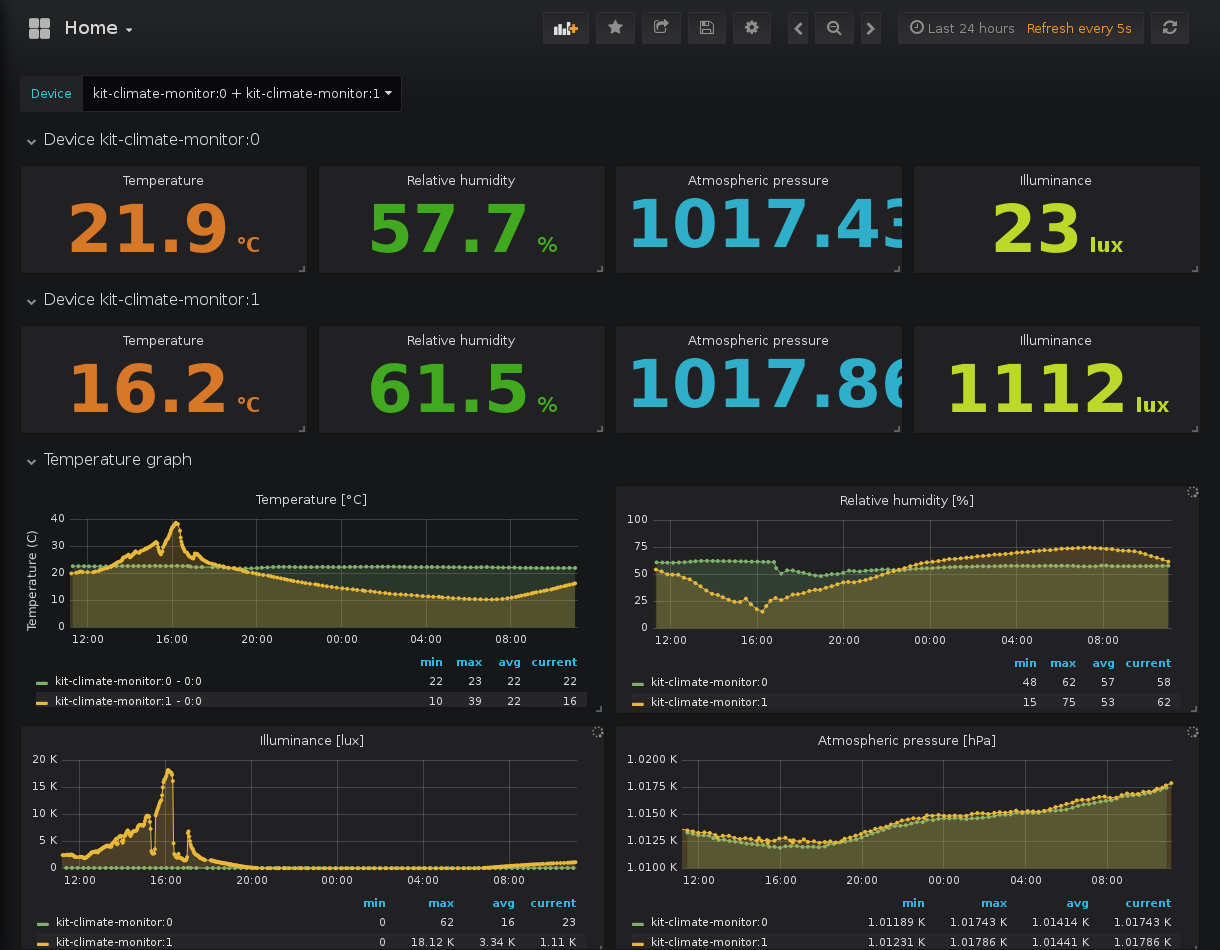 Home
Last 24 hours Refresh every 5s
Device kit-climate-monitor:0 + kit-climate-monitor:1
Device kit-climate-monitor:0
Temperature Relative humidity Atmospheric pressure Illuminance
21.9 °C 57.7 % 1017.43 23 lux
Device kit-climate-monitor:1
Temperature Relative humidity Atmospheric pressure Illuminance
16.2 °C 61.5 % 1017.86 1112 lux
Temperature graph
Temperature [°C]
Temperature (C)
40
30
20
10
0
12:00 16:00 20:00 00:00 04:00 08:00
min max avg current
kit-climate-monitor:0 - 0:0 22 23 22 22
kit-climate-monitor:1 - 0:0 10 39 22 16
Relative humidity [%]
100
75
50
25
0
12:00 16:00 20:00 00:00 04:00 08:00
min max avg current
kit-climate-monitor:0 48 62 57 58
kit-climate-monitor:1 15 75 53 62
Illuminance [lux]
20 K
15 K
10 K
5 K
0
12:00 16:00 20:00 00:00 04:00 08:00
min max avg current
kit-climate-monitor:0 0 62 16 23
kit-climate-monitor:1 0 18.12 K 3.34 K 1.11 K
Atmospheric pressure [hPa]
1.0200 K
1.0175 K
1.0150 K
1.0125 K
1.0100 K
12:00 16:00 20:00 00:00 04:00 08:00
min max avg current
kit-climate-monitor:0 1.01189 K 1.01743 K 1.01414 K 1.01743 K
kit-climate-monitor:1 1.01231 K 1.01786 K 1.01441 K 1.01786 K